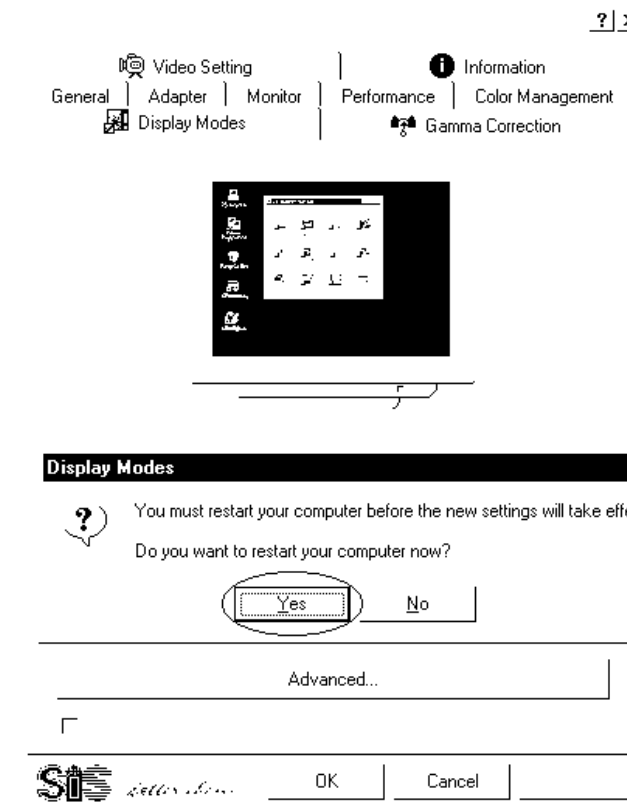 ?
Video Setting
Information
General
Adapter
Monitor
Performance
Color Management
Display Modes
Gamma Correction
Display Modes
You must restart your computer before the new settings will take
Do you want to restart your computer now?
Yes
No
Advanced...
SiS
OK
Cancel